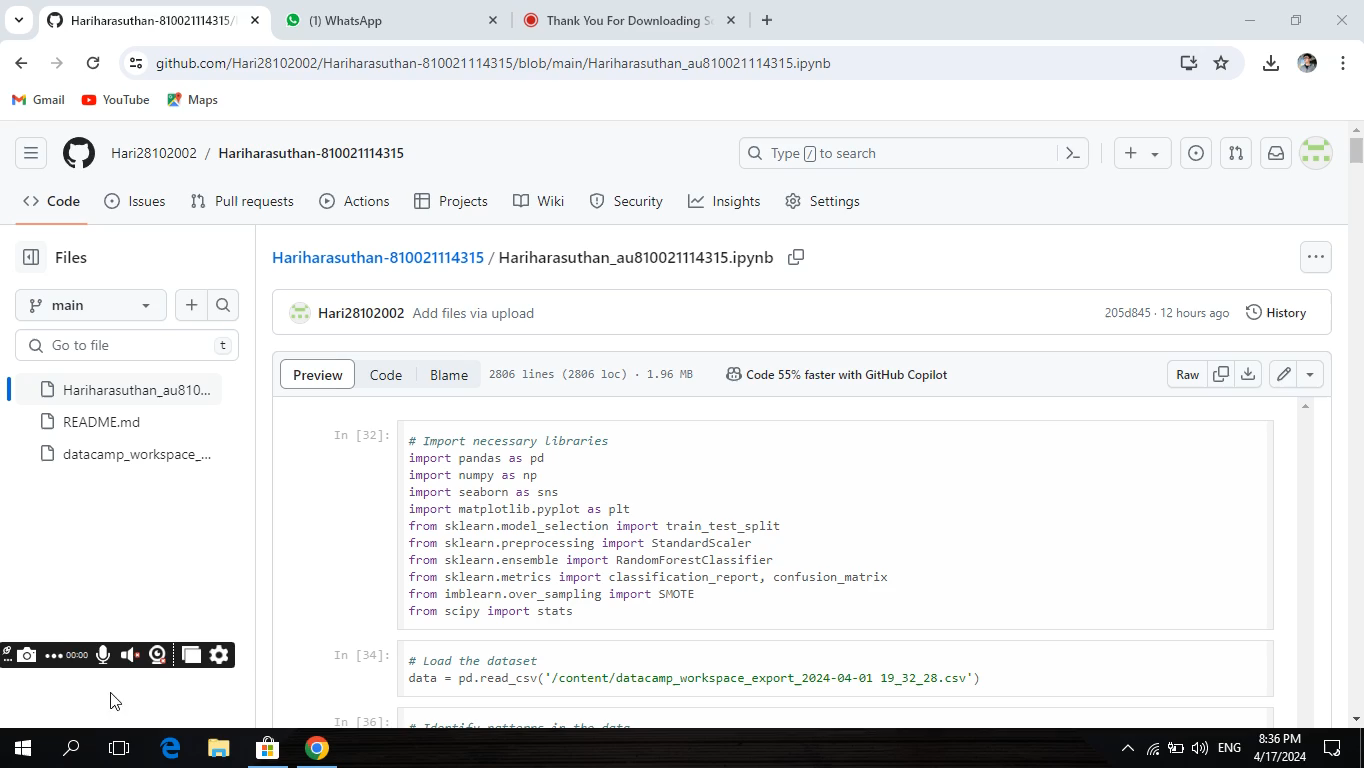 Hariharasuthan-810021114315/
(1) WhatsApp
Thank You For Downloading S
github.com/Hari28102002/Hariharasuthan-810021114315/blob/main/Hariharasuthan_au810021114315.ipynb
Gmail
YouTube
Maps
Hari28102002 / Hariharasuthan-810021114315
Type / to search
Code
Issues
Pull requests
Actions
Projects
Wiki
Security
Insights
Settings
Files
Hariharasuthan-810021114315 / Hariharasuthan_au810021114315.ipynb
main
Hari28102002 Add files via upload
205d845 · 12 hours ago
History
Go to file
t
Preview
Code
Blame
2806 lines (2806 loc) · 1.96 MB
Code 55% faster with GitHub Copilot
Raw
Hariharasuthan_au810...
README.md
datacamp_workspace_...
In [32]:
# Import necessary libraries
import pandas as pd
import numpy as np
import seaborn as sns
import matplotlib.pyplot as plt
from sklearn.model_selection import train_test_split
from sklearn.preprocessing import StandardScaler
from sklearn.ensemble import RandomForestClassifier
from sklearn.metrics import classification_report, confusion_matrix
from imblearn.over_sampling import SMOTE
from scipy import stats
00:00
In [34]:
# Load the dataset
data = pd.read_csv('/content/datacamp_workspace_export_2024-04-01 19_32_28.csv')
In [36]:
# Identify patterns in the data
ENG
8:36 PM
4/17/2024